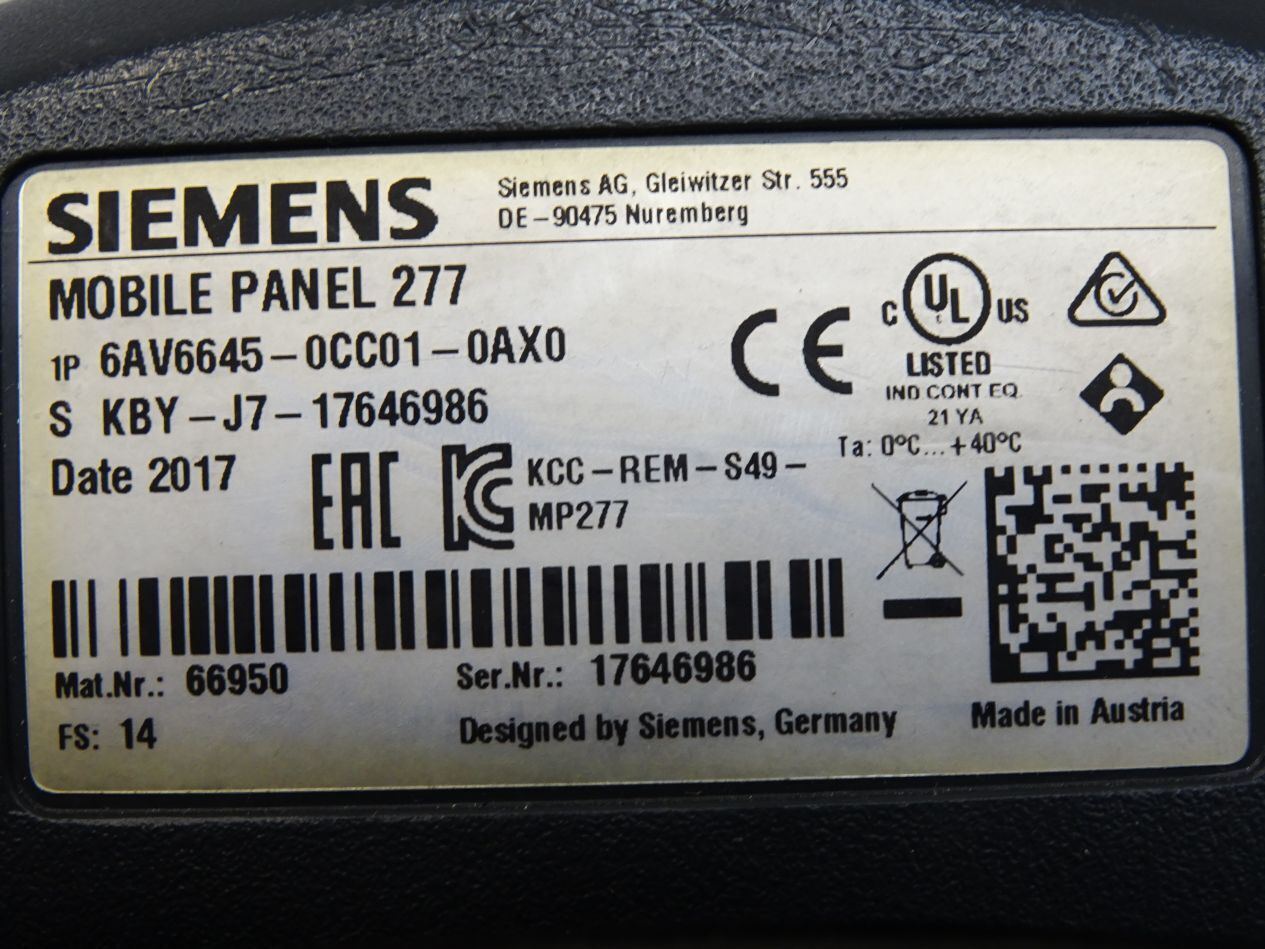 SIEMENS
Siemens AG, Gleiwitzer Str. 555
DE-90475 Nuremberg
MOBILE PANEL 277
1P 6AV6645-0CC01-0AX0
S KBY-J7-17646986
Date 2017
EAC
KCC-REM-S49-
MP277
CE
C UL US
LISTED
IND CONT EQ.
21 YA
Ta: 0°C...+40°C
Mat.Nr.: 66950
Ser.Nr.: 17646986
FS: 14
Designed by Siemens, Germany
Made in Austria